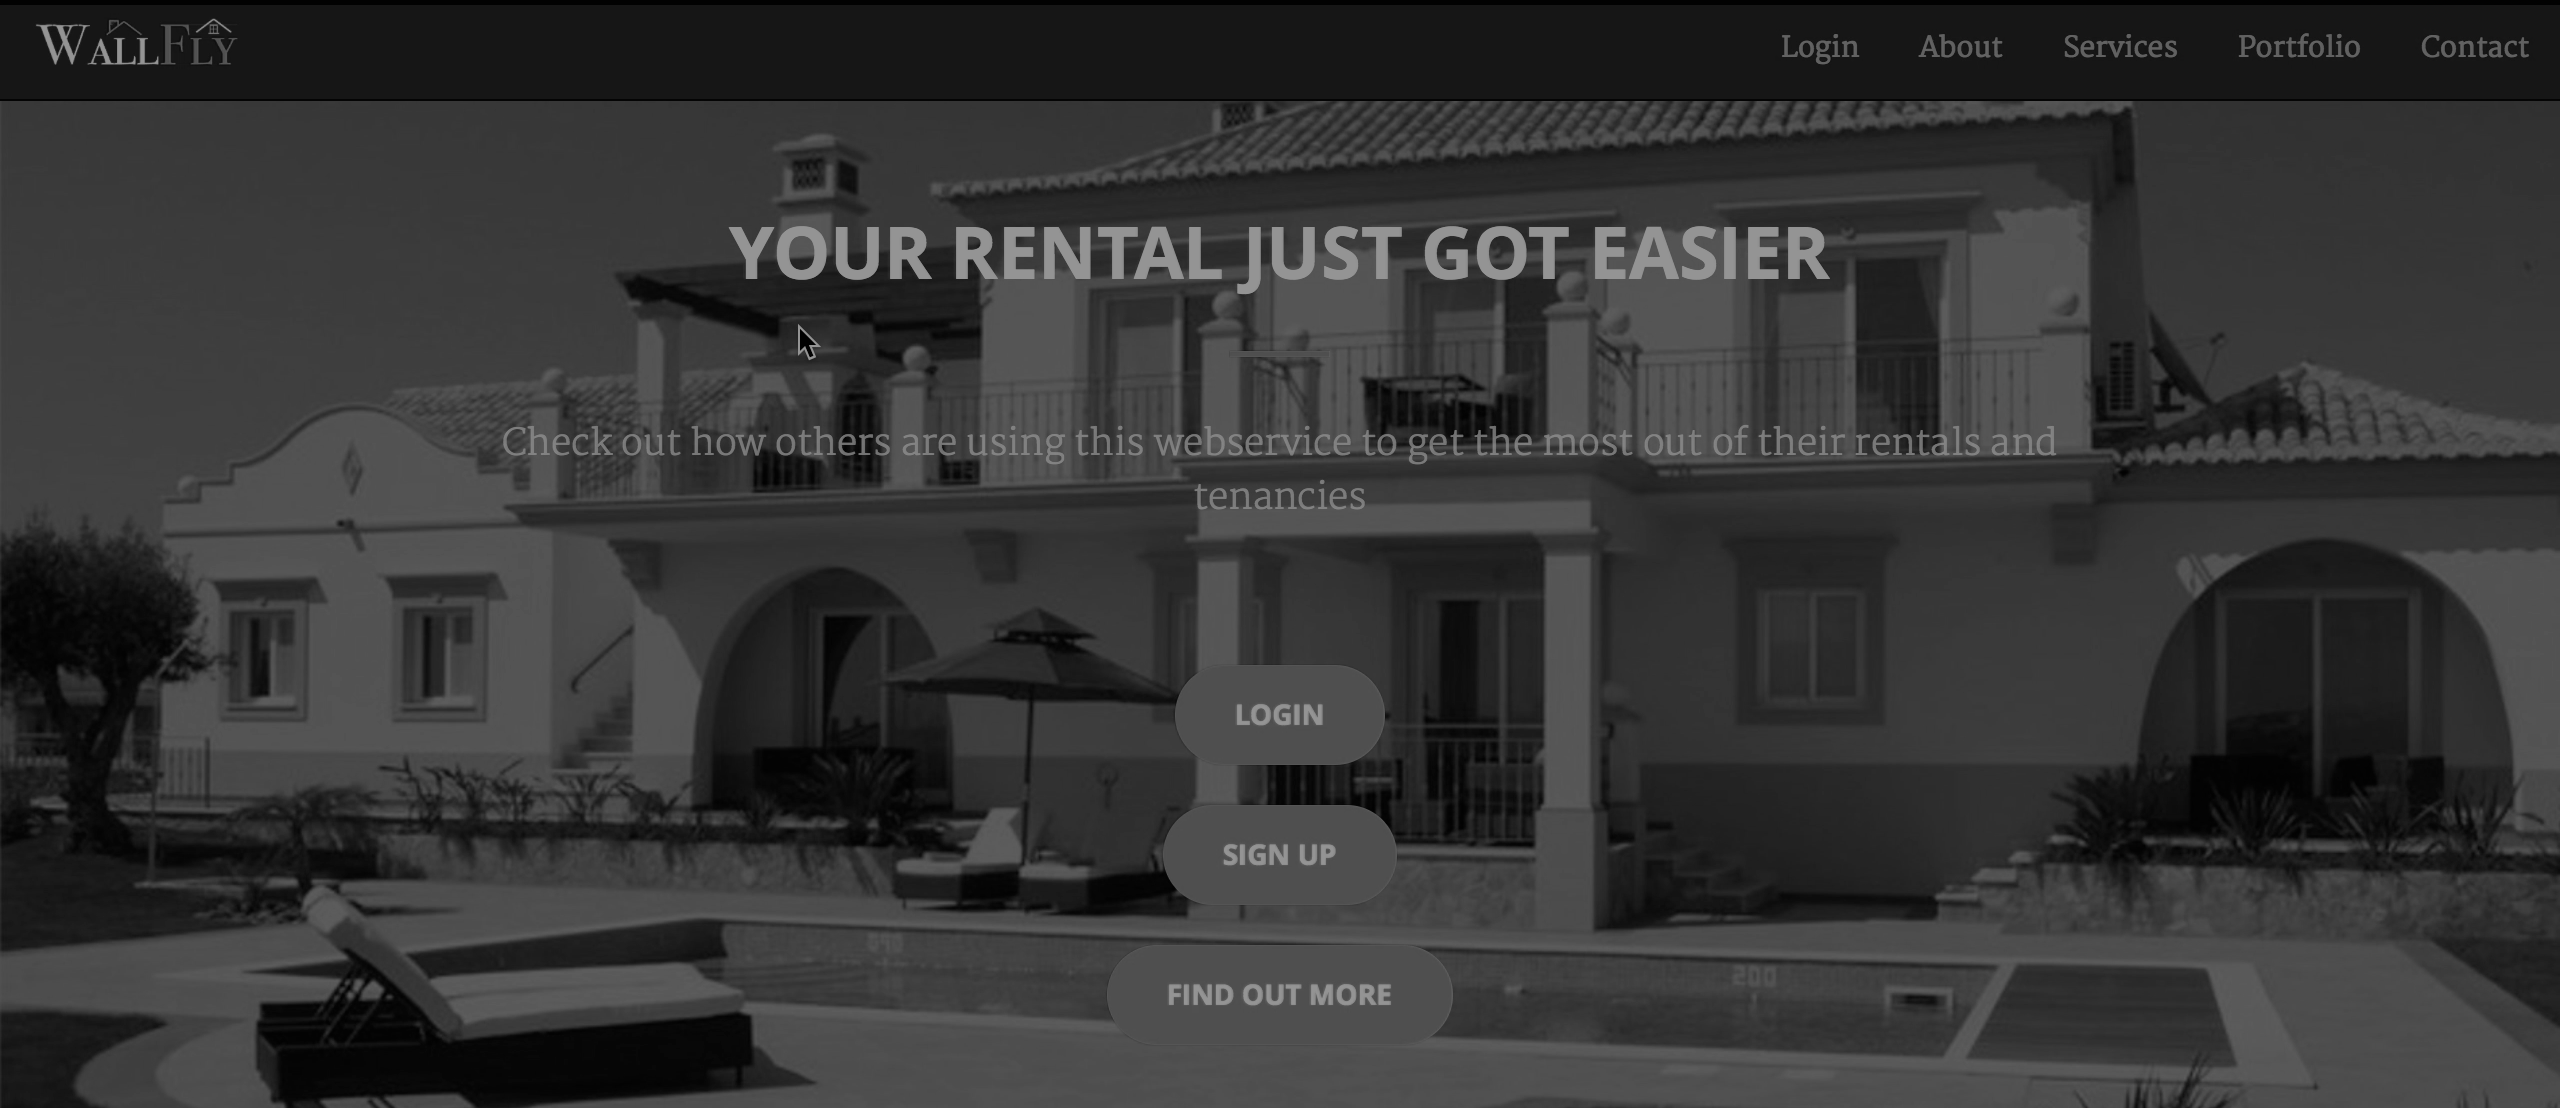 WALLFLY
Login About Services Portfolio Contact
YOUR RENTAL JUST GOT EASIER
Check out how others are using this webservice to get the most out of their rentals and
tenancies
LOGIN
SIGN UP
200
FIND OUT MORE